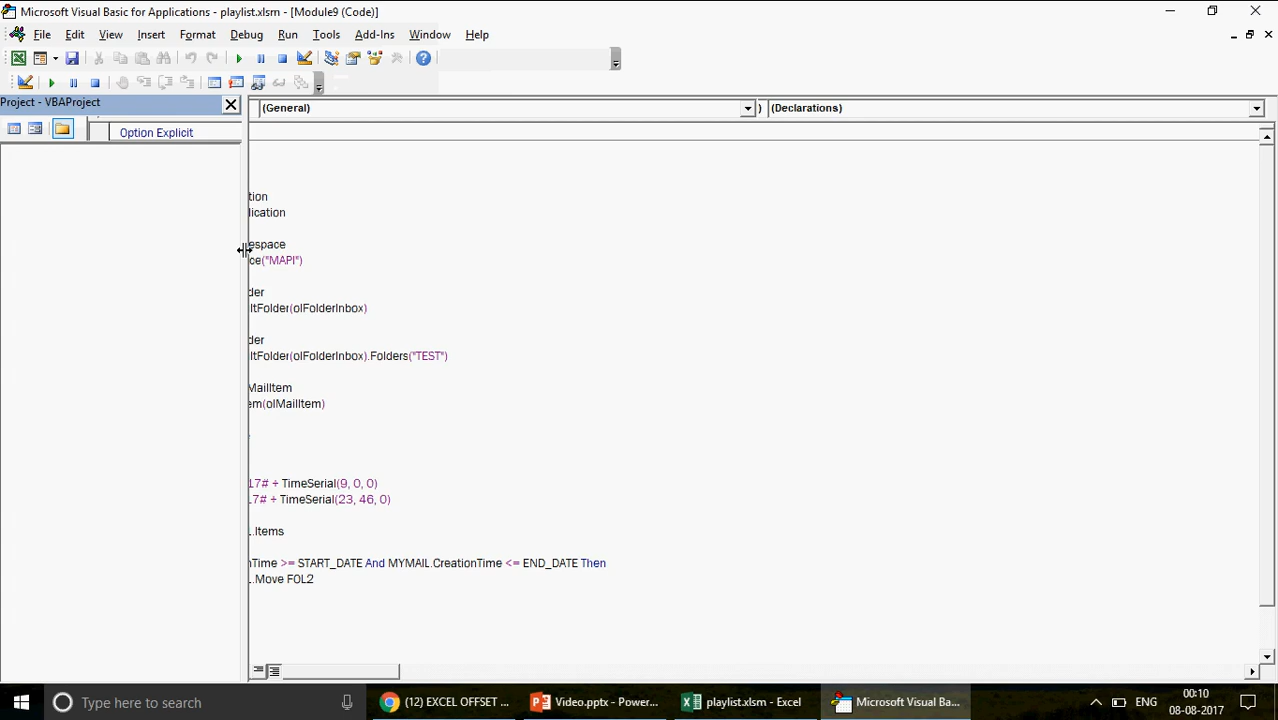 Microsoft Visual Basic for Applications - playlist.xlsm - [Module9 (Code)]
File Edit View Insert Format Debug Run Tools Add-Ins Window Help
Project - VBAProject
(General) (Declarations)
Option Explicit
tion
lication
espace
ce("MAPI")
der
ltFolder(olFolderInbox)
der
ltFolder(olFolderInbox).Folders("TEST")
MailItem
em(olMailItem)
17# + TimeSerial(9, 0, 0)
17# + TimeSerial(23, 46, 0)
.Items
nTime >= START_DATE And MYMAIL.CreationTime <= END_DATE Then
.Move FOL2
Type here to search
(12) EXCEL OFFSET ...
Video.pptx - Power...
playlist.xlsm - Excel
Microsoft Visual Ba...
ENG
00:10
08-08-2017